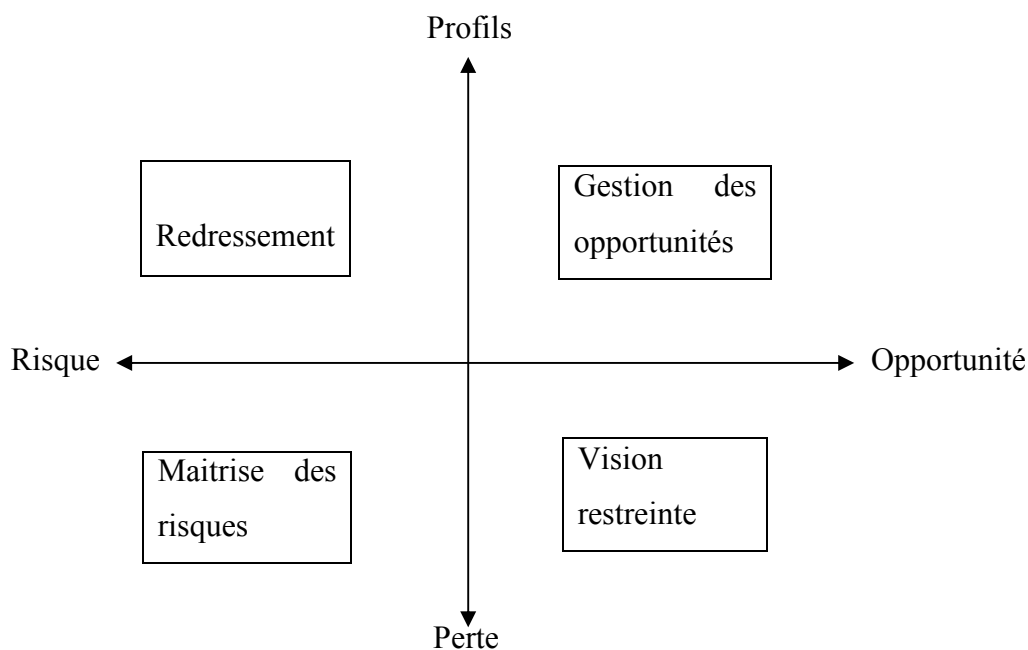 Profils
Redressement
Gestion des
opportunités
Risque
Opportunité
Maitrise des
risques
Vision
restreinte
Perte